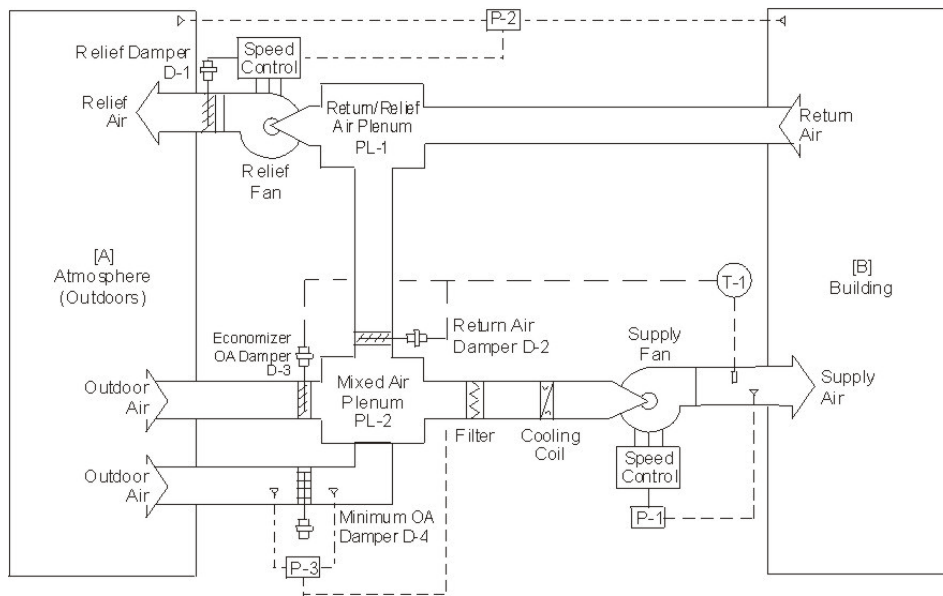 P-2
Relief Damper
D-1
Speed
Control
Relief
Air
Return/Relief
Air Plenum
PL-1
Return
Air
Relief
Fan
[A]
Atmosphere
(Outdoors)
[B]
Building
T-1
Economizer
OA Damper
D-3
Return Air
Damper D-2
Supply
Fan
Outdoor
Air
Mixed Air
Plenum
PL-2
Supply
Air
Filter
Cooling
Coil
Outdoor
Air
Speed
Control
Minimum OA
Damper D-4
P-1
P-3